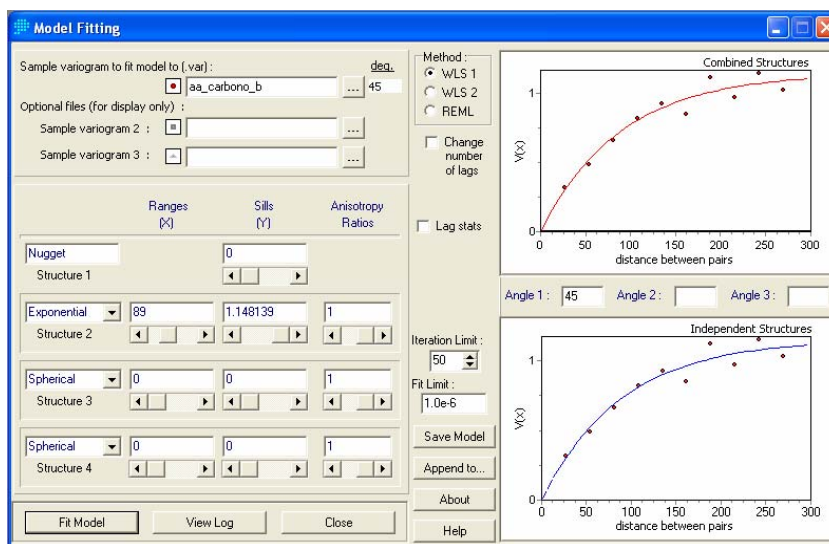 Model Fitting
Sample variogram to fit model to (.var): deg.
aa_carbono_b ... 45
Optional files (for display only) :
Sample variogram 2 : ...
Sample variogram 3 : ...
Ranges Sills Anisotropy
(X) (Y) Ratios
Nugget 0
Structure 1
Exponential 89 1.148139 1
Structure 2
Spherical 0 0 1
Structure 3
Spherical 0 0 1
Structure 4
Fit Model View Log Close
Method :
WLS 1
WLS 2
REML
Change
number
of lags
Lag stats
Iteration Limit :
50
Fit Limit :
1.0e-6
Save Model
Append to...
About
Help
Combined Structures
V(x)
1
0
0 50 100 150 200 250 300
distance between pairs
Angle 1 : 45 Angle 2 : Angle 3 :
Independent Structures
V(x)
1
0
0 50 100 150 200 250 300
distance between pairs